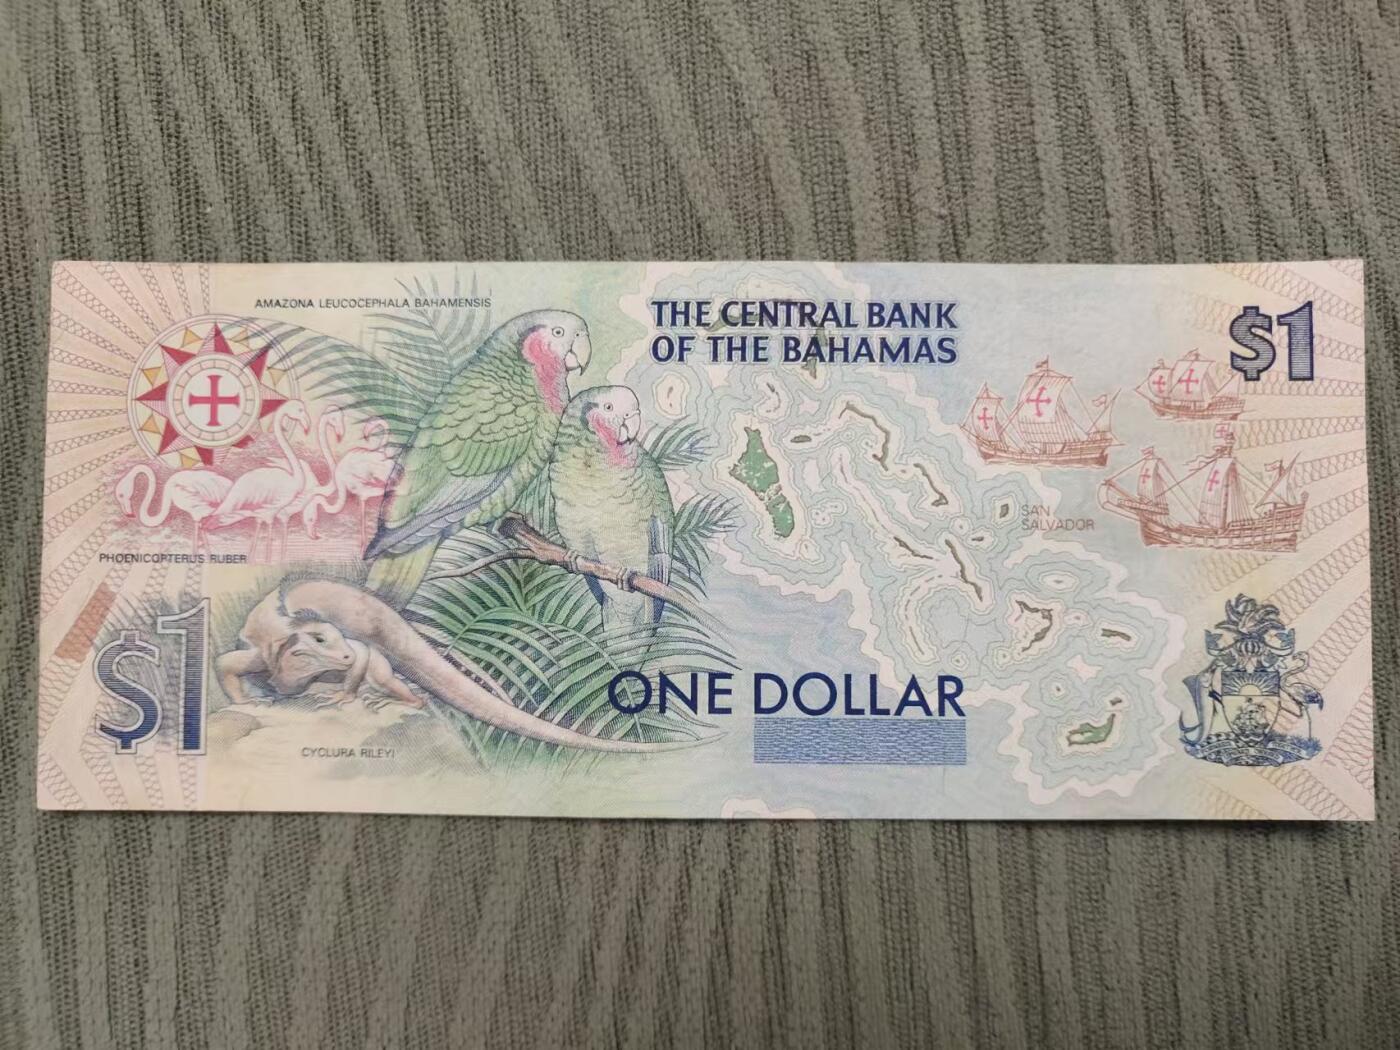 AMAZONA LEUCOCEPHALA BAHAMENSIS
THE CENTRAL BANK
OF THE BAHAMAS
$1
SAN
SALVADOR
PHOENICOPTERUS RUBER
$1
CYCLURA RILEYI
ONE DOLLAR